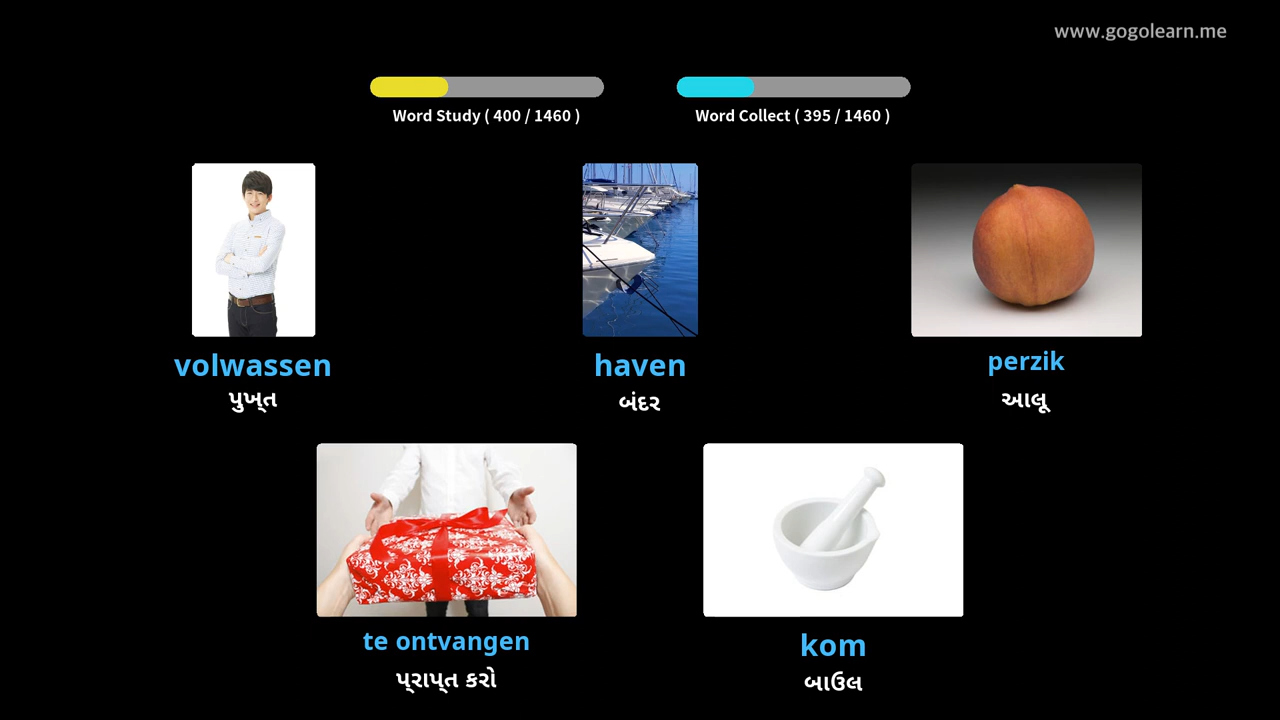 www.gogolearn.me
Word Study ( 400 / 1460 )
Word Collect ( 395 / 1460 )
volwassen
પુખ્ત
haven
બંદર
perzik
આલૂ
te ontvangen
પ્રાપ્ત કરો
kom
બાઉલ